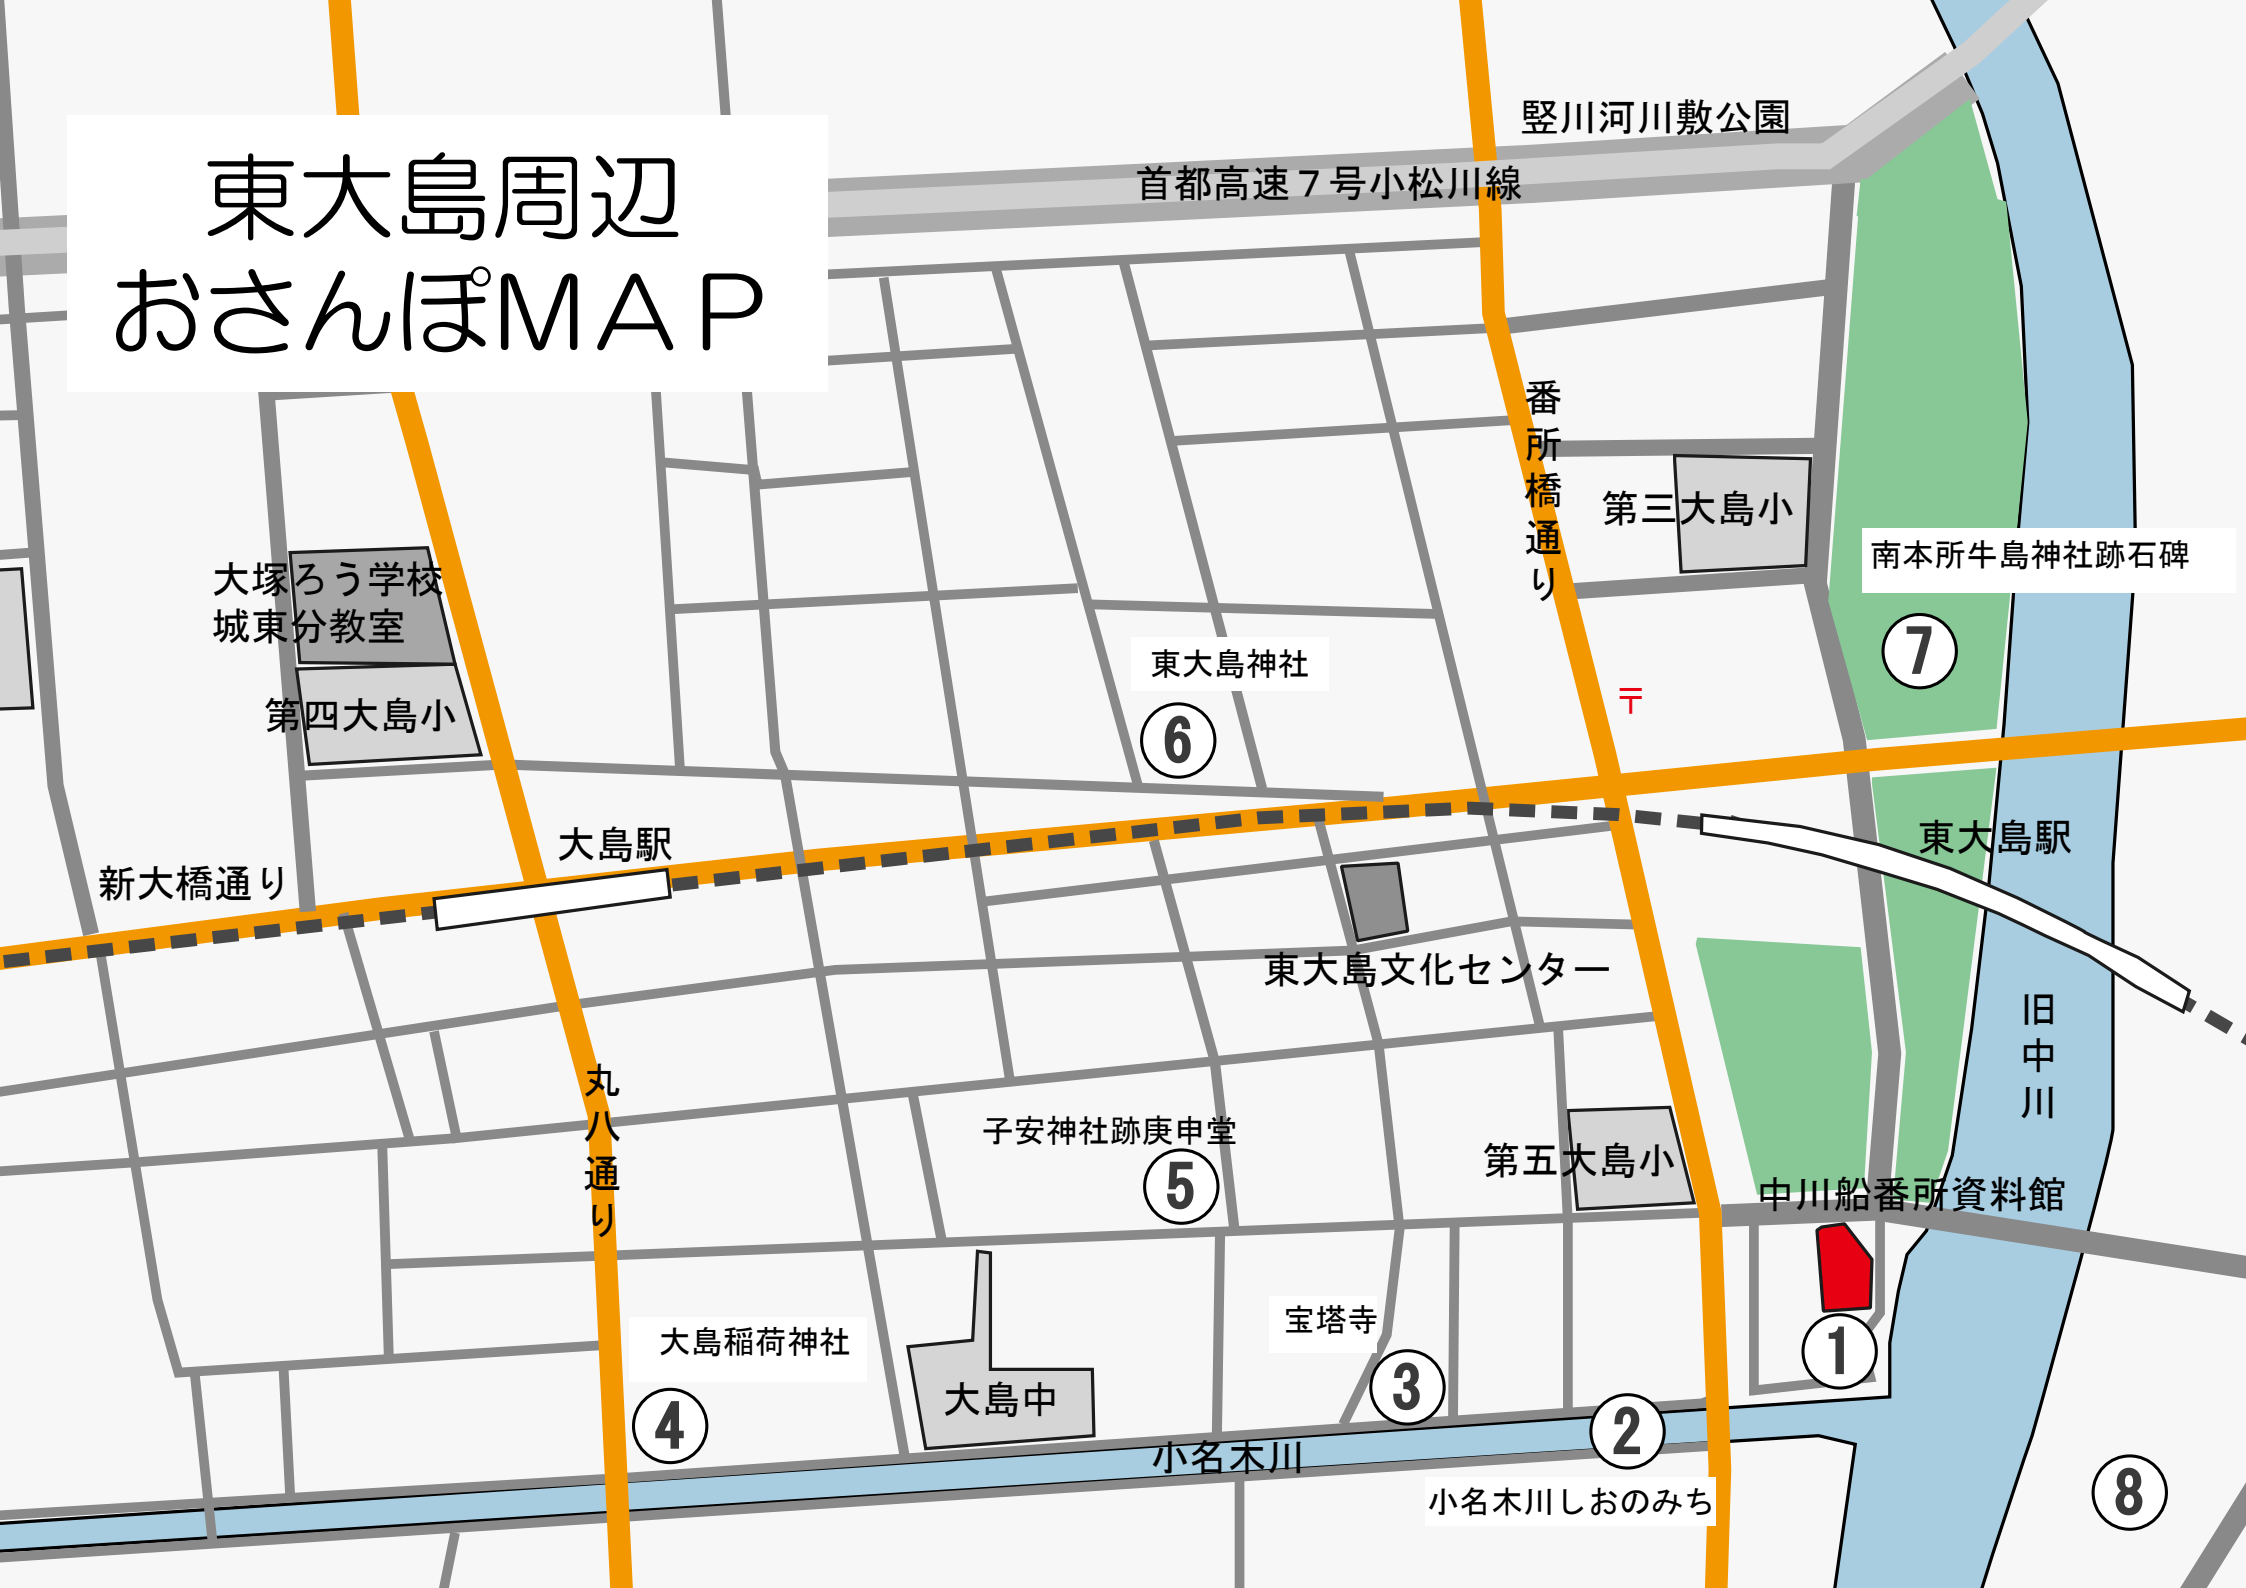 東大島周辺
おさんぽMAP
竪川河川敷公園
首都高速７号小松川線
番所橋通り
第三大島小
南本所牛島神社跡石碑
⑦
大塚ろう学校
城東分教室
第四大島小
東大島神社
⑥
〒
大島駅
新大橋通り
東大島駅
東大島文化センター
旧中川
丸八通り
子安神社跡庚申堂
⑤
第五大島小
中川船番所資料館
①
大島稲荷神社
④
大島中
宝塔寺
③
②
小名木川
小名木川しおのみち
⑧